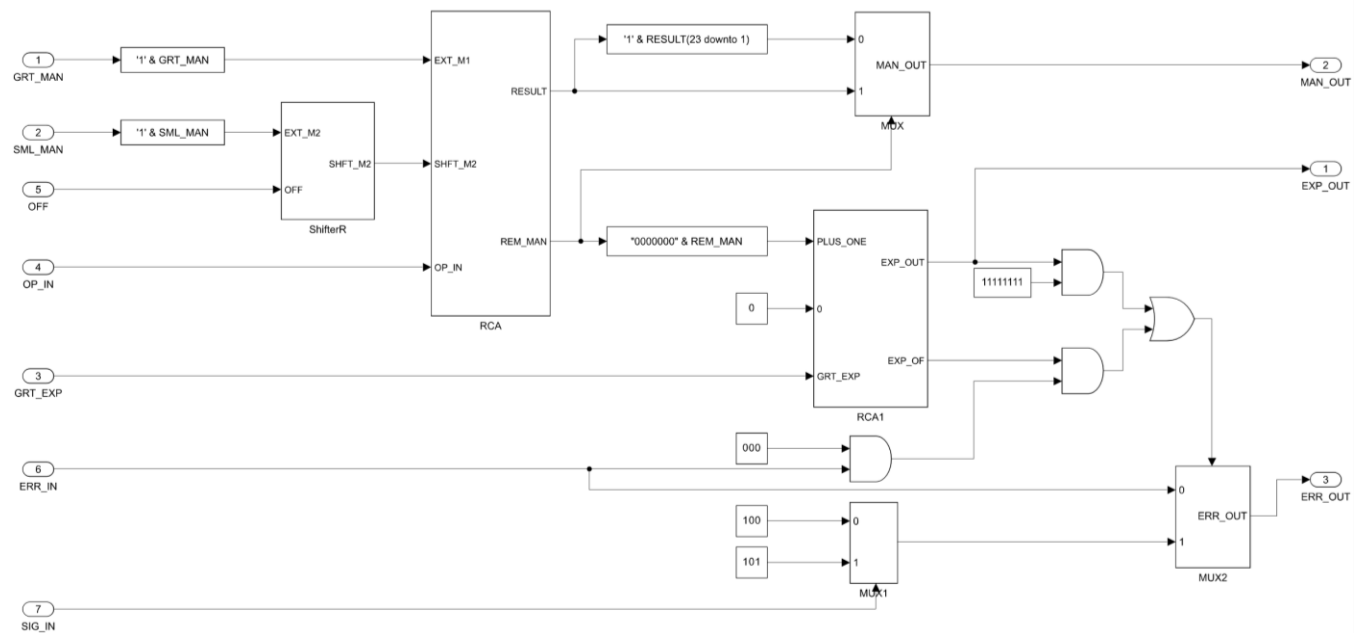 1
GRT_MAN
'1' & GRT_MAN
2
SML_MAN
'1' & SML_MAN
5
OFF
4
OP_IN
3
GRT_EXP
6
ERR_IN
7
SIG_IN
EXT_M2
SHFT_M2
OFF
ShifterR
EXT_M1
RESULT
SHFT_M2
REM_MAN
OP_IN
RCA
'1' & RESULT(23 downto 1)
0
MAN_OUT
1
MUX
2
MAN_OUT
"0000000" & REM_MAN
0
PLUS_ONE
EXP_OUT
0
EXP_OF
GRT_EXP
RCA1
1
EXP_OUT
11111111
000
100
101
0
1
MUX1
0
ERR_OUT
1
MUX2
3
ERR_OUT